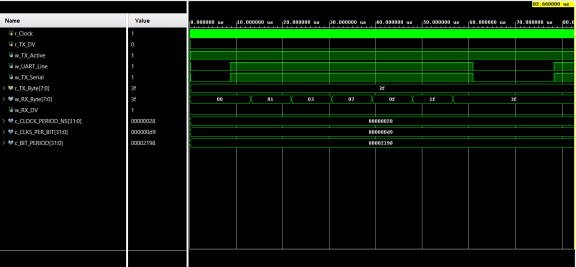 82.660000 us
Name Value
0.000000 us 10.000000 us 20.000000 us 30.000000 us 40.000000 us 50.000000 us 60.000000 us 70.000000 us 80.0
r_Clock 1
r_TX_DV 0
w_TX_Active 1
w_UART_Line 1
w_TX_Serial 1
r_TX_Byte[7:0] 3f 3f
w_RX_Byte[7:0] 3f 00 01 03 07 0f 1f 3f
w_RX_DV 1
c_CLOCK_PERIOD_NS[31:0] 00000028 00000028
c_CLKS_PER_BIT[31:0] 000000d9 000000d9
c_BIT_PERIOD[31:0] 00002198 00002198